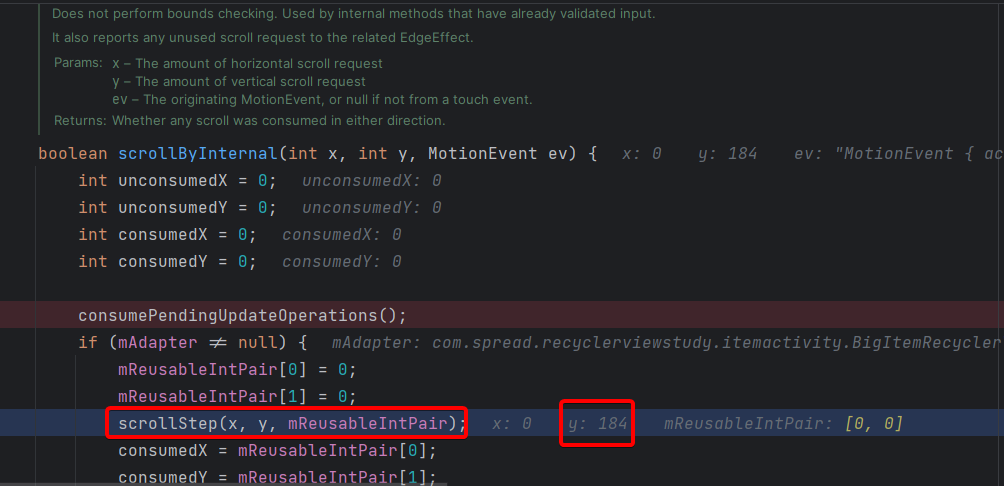 Does not perform bounds checking. Used by internal methods that have already validated input.
It also reports any unused scroll request to the related EdgeEffect.
Params: x – The amount of horizontal scroll request
y – The amount of vertical scroll request
ev – The originating MotionEvent, or null if not from a touch event.
Returns: Whether any scroll was consumed in either direction.
boolean scrollByInternal(int x, int y, MotionEvent ev) { x: 0 y: 184 ev: "MotionEvent { ac
int unconsumedX = 0; unconsumedX: 0
int unconsumedY = 0; unconsumedY: 0
int consumedX = 0; consumedX: 0
int consumedY = 0; consumedY: 0
consumePendingUpdateOperations();
if (mAdapter ≠ null) { mAdapter: com.spread.recyclerviewstudy.itemactivity.BigItemRecycler
mReusableIntPair[0] = 0;
mReusableIntPair[1] = 0;
scrollStep(x, y, mReusableIntPair); x: 0 y: 184 mReusableIntPair: [0, 0]
consumedX = mReusableIntPair[0];
consumedY = mReusableIntPair[1];